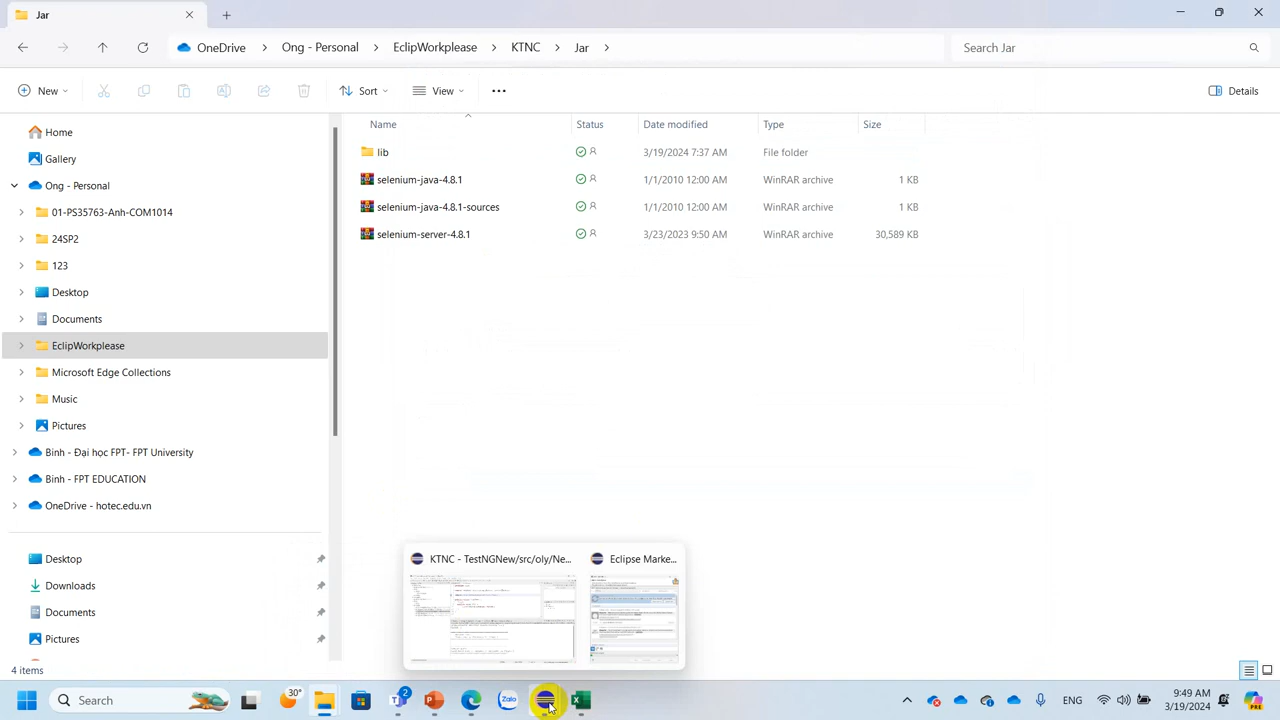 Jar
OneDrive
Ong - Personal
EclipWorkplease
KTNC
Jar
Search Jar
New
Sort
View
Details
Name
Status
Date modified
Type
Size
lib
3/19/2024 7:37 AM
File folder
selenium-java-4.8.1
1/1/2010 12:00 AM
WinRAR archive
1 KB
selenium-java-4.8.1-sources
1/1/2010 12:00 AM
WinRAR archive
1 KB
selenium-server-4.8.1
3/23/2023 9:50 AM
WinRAR archive
30,589 KB
Home
Gallery
Ong - Personal
01-PS35763-Anh-COM1014
24SP2
123
Desktop
Documents
EclipWorkplease
Microsoft Edge Collections
Music
Pictures
Binh - Đại học FPT- FPT University
Binh - FPT EDUCATION
OneDrive - hotec.edu.vn
Desktop
Downloads
Documents
Pictures
4 items
KTNC - TestNGNew/src/oly/Ne...
Eclipse Marke...
Search
30°
2
Zalo
ENG
3/19/2024